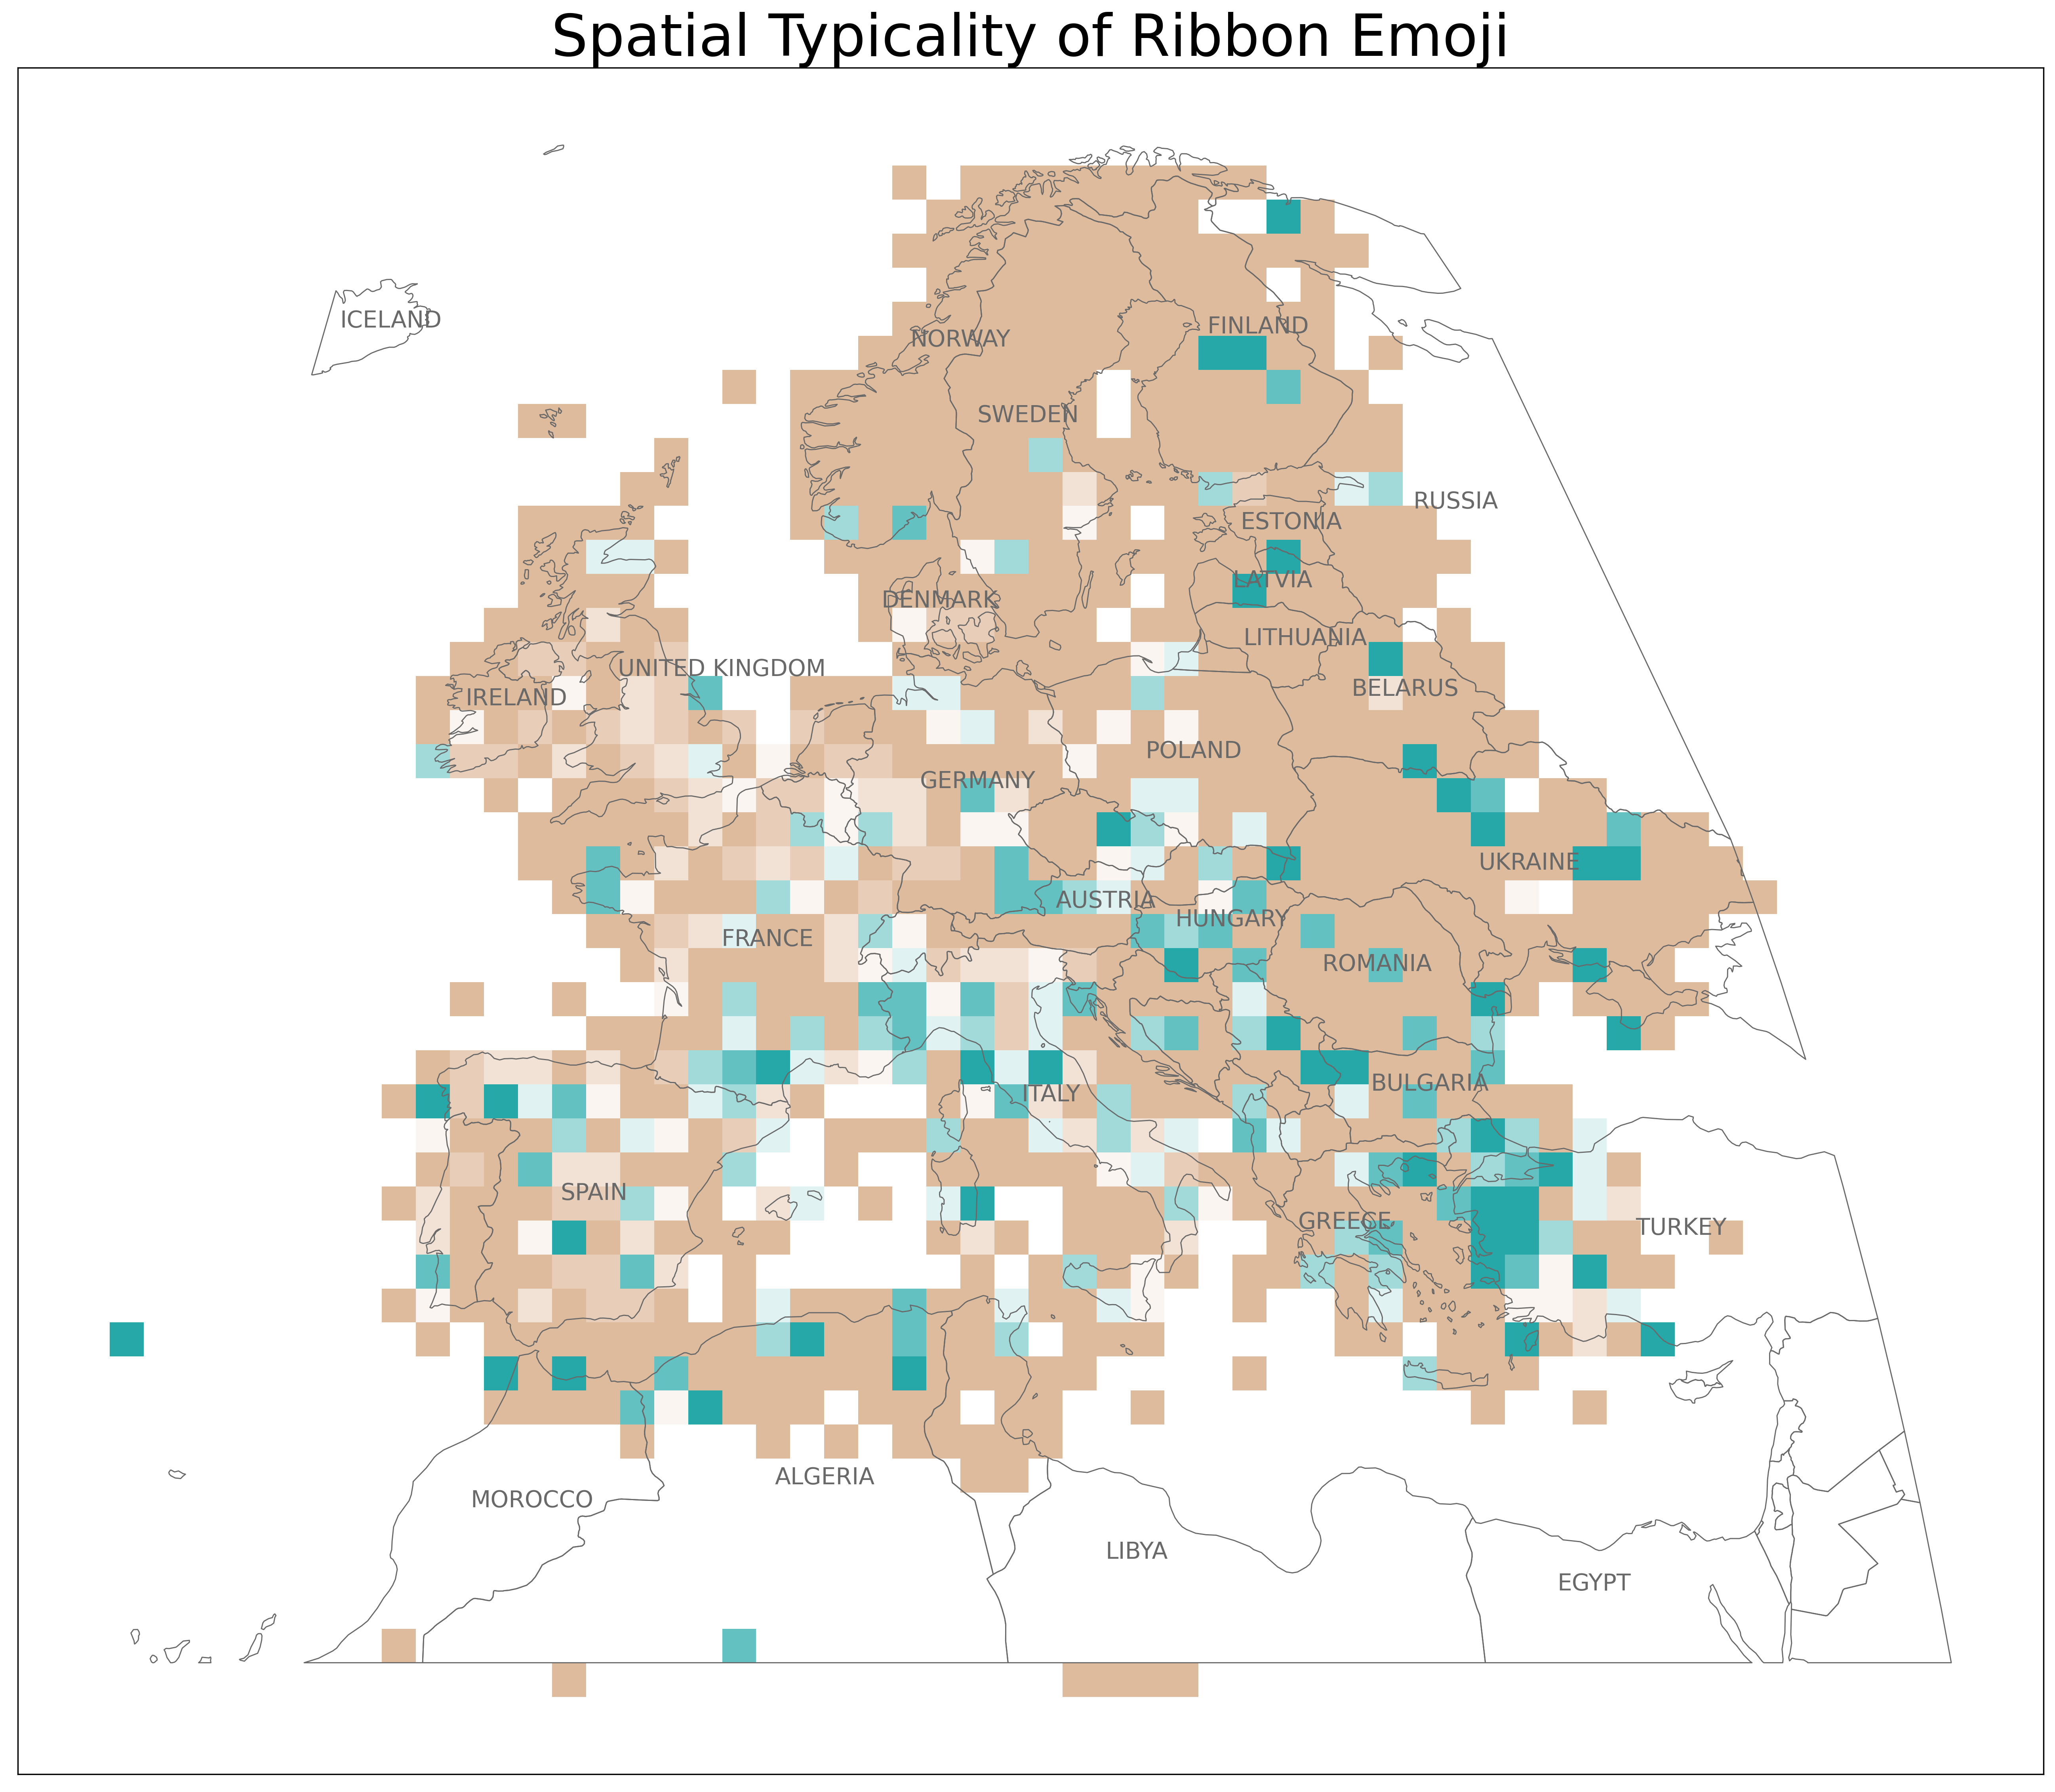 Spatial Typicality of Ribbon Emoji
ICELAND
NORWAY
FINLAND
SWEDEN
RUSSIA
ESTONIA
LATVIA
DENMARK
LITHUANIA
UNITED KINGDOM
IRELAND
BELARUS
POLAND
GERMANY
UKRAINE
AUSTRIA
HUNGARY
FRANCE
ROMANIA
BULGARIA
ITALY
SPAIN
GREECE
TURKEY
ALGERIA
MOROCCO
LIBYA
EGYPT